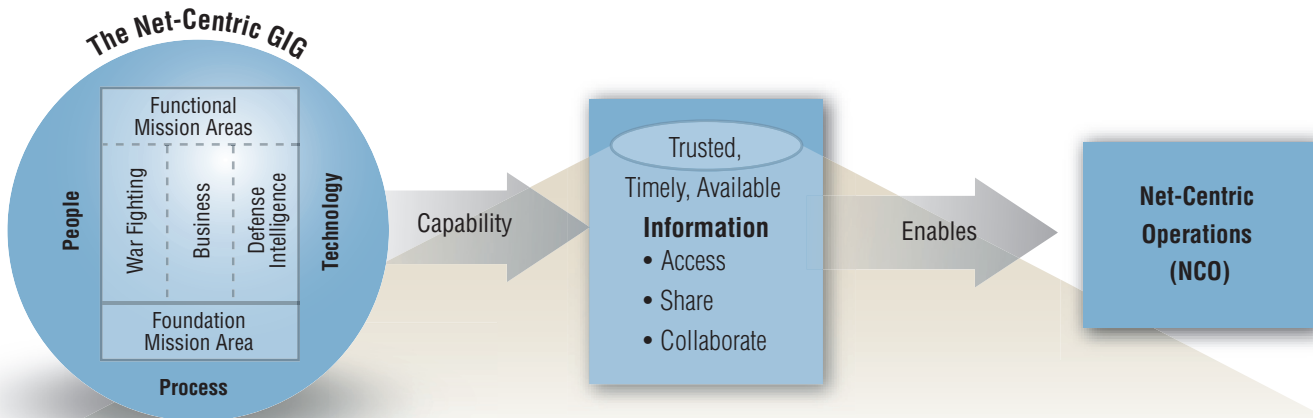 The Net-Centric GIG
Functional
Mission Areas
People
War Fighting
Business
Defense
Intelligence
Technology
Foundation
Mission Area
Process
Capability
Trusted,
Timely, Available
Information
• Access
• Share
• Collaborate
Enables
Net-Centric
Operations
(NCO)